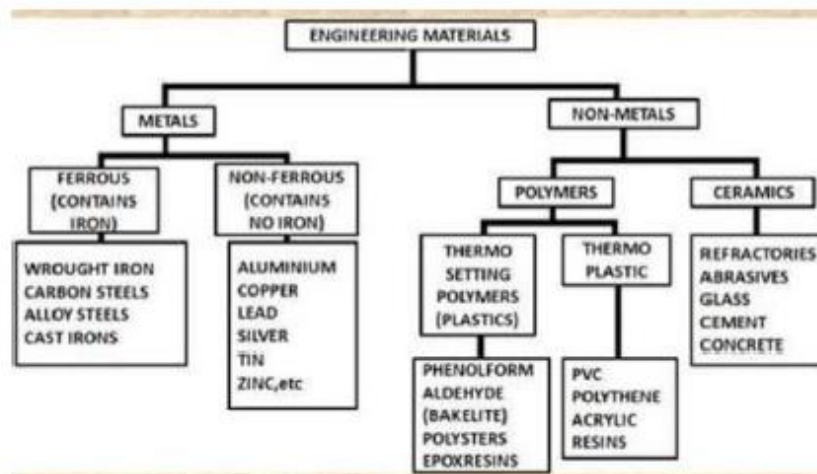 ENGINEERING MATERIALS
METALS
NON-METALS
FERROUS
(CONTAINS
IRON)
NON-FERROUS
(CONTAINS
NO IRON)
POLYMERS
CERAMICS
WROUGHT IRON
CARBON STEELS
ALLOY STEELS
CAST IRONS
ALUMINIUM
COPPER
LEAD
SILVER
TIN
ZINC,etc
THERMO
SETTING
POLYMERS
(PLASTICS)
THERMO
PLASTIC
REFRACTORIES
ABRASIVES
GLASS
CEMENT
CONCRETE
PHENOLFORM
ALDEHYDE
(BAKELITE)
POLYSTERS
EPOXRESINS
PVC
POLYTHENE
ACRYLIC
RESINS